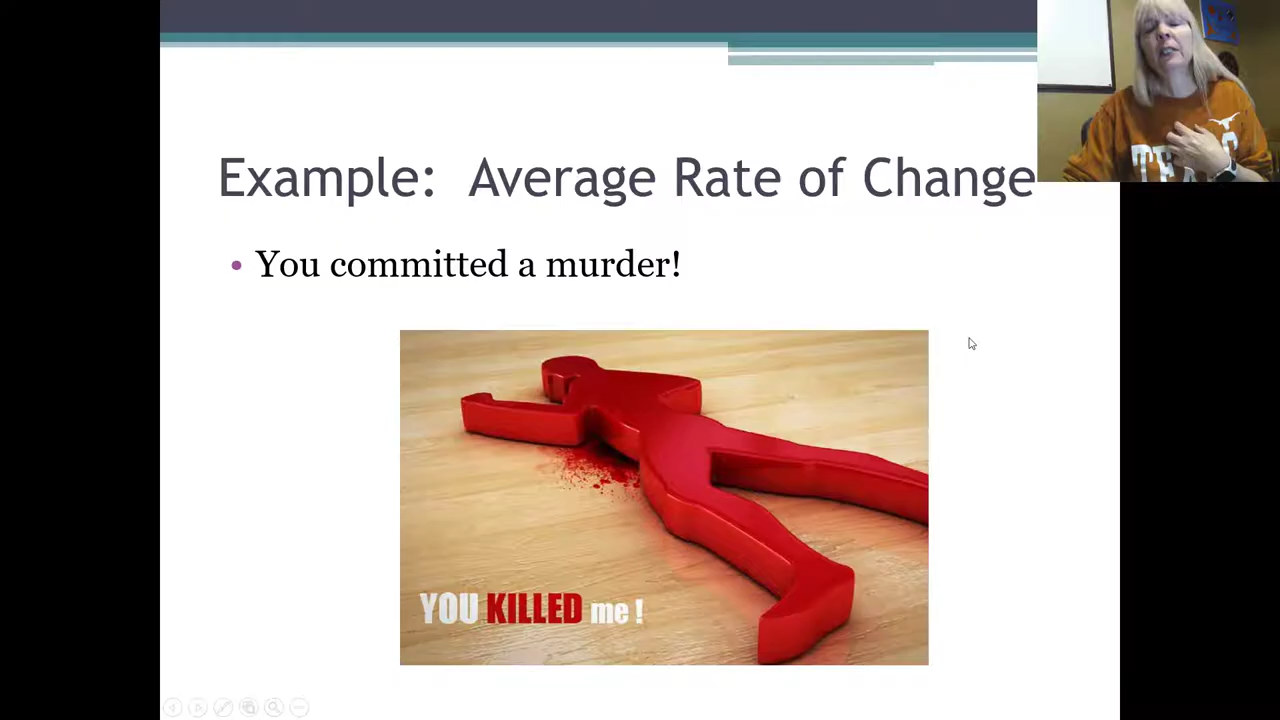 Example: Average Rate of Change
• You committed a murder!
YOU KILLED me !